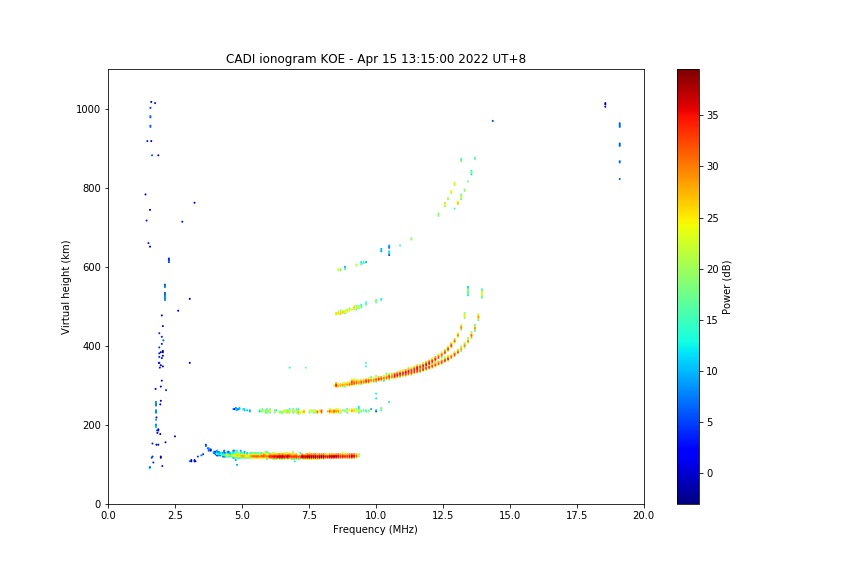 CADI ionogram KOE - Apr 15 13:15:00 2022 UT+8
1000
800
600
400
200
0
Virtual height (km)
0.0 2.5 5.0 7.5 10.0 12.5 15.0 17.5 20.0
Frequency (MHz)
35
30
25
20
15
10
5
0
Power (dB)